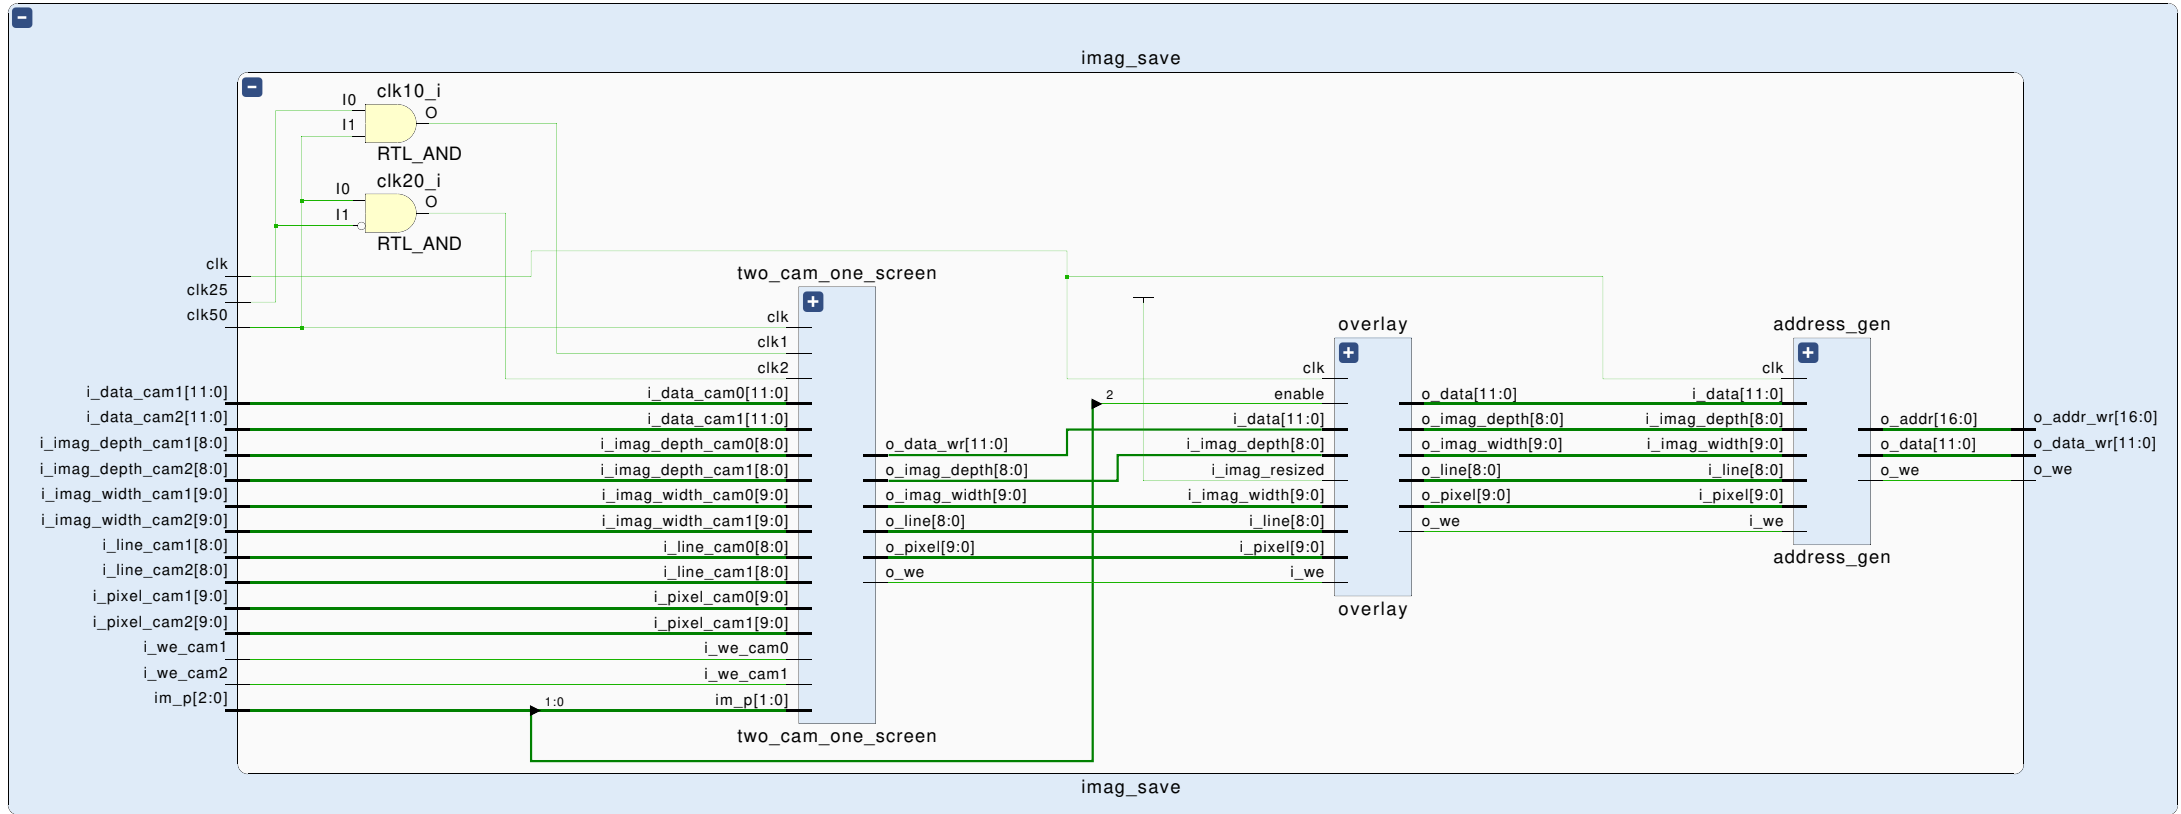 imag_save
clk10_i
I0
I1
O
RTL_AND
clk20_i
I0
I1
O
RTL_AND
clk
clk25
clk50
i_data_cam1[11:0]
i_data_cam2[11:0]
i_imag_depth_cam1[8:0]
i_imag_depth_cam2[8:0]
i_imag_width_cam1[9:0]
i_imag_width_cam2[9:0]
i_line_cam1[8:0]
i_line_cam2[8:0]
i_pixel_cam1[9:0]
i_pixel_cam2[9:0]
i_we_cam1
i_we_cam2
im_p[2:0]
1:0
two_cam_one_screen
clk
clk1
clk2
i_data_cam0[11:0]
i_data_cam1[11:0]
i_imag_depth_cam0[8:0]
i_imag_depth_cam1[8:0]
i_imag_width_cam0[9:0]
i_imag_width_cam1[9:0]
i_line_cam0[8:0]
i_line_cam1[8:0]
i_pixel_cam0[9:0]
i_pixel_cam1[9:0]
i_we_cam0
i_we_cam1
im_p[1:0]
o_data_wr[11:0]
o_imag_depth[8:0]
o_imag_width[9:0]
o_line[8:0]
o_pixel[9:0]
o_we
two_cam_one_screen
2
overlay
clk
enable
i_data[11:0]
i_imag_depth[8:0]
i_imag_resized
i_imag_width[9:0]
i_line[8:0]
i_pixel[9:0]
i_we
o_data[11:0]
o_imag_depth[8:0]
o_imag_width[9:0]
o_line[8:0]
o_pixel[9:0]
o_we
overlay
address_gen
clk
i_data[11:0]
i_imag_depth[8:0]
i_imag_width[9:0]
i_line[8:0]
i_pixel[9:0]
i_we
o_addr[16:0]
o_data[11:0]
o_we
address_gen
o_addr_wr[16:0]
o_data_wr[11:0]
o_we
imag_save